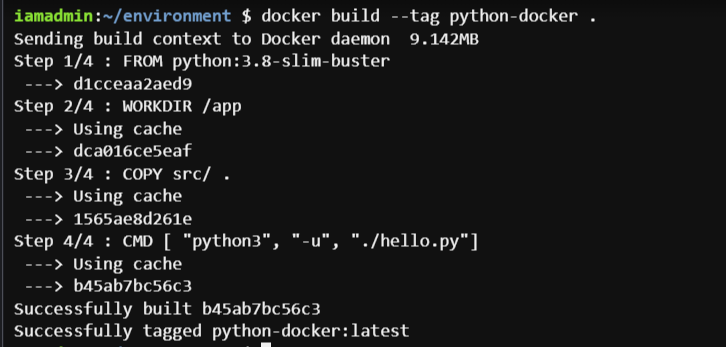 iamadmin:~/environment $ docker build --tag python-docker .
Sending build context to Docker daemon  9.142MB
Step 1/4 : FROM python:3.8-slim-buster
 ---> d1cceaa2aed9
Step 2/4 : WORKDIR /app
 ---> Using cache
 ---> dca016ce5eaf
Step 3/4 : COPY src/ .
 ---> Using cache
 ---> 1565ae8d261e
Step 4/4 : CMD [ "python3", "-u", "./hello.py"]
 ---> Using cache
 ---> b45ab7bc56c3
Successfully built b45ab7bc56c3
Successfully tagged python-docker:latest